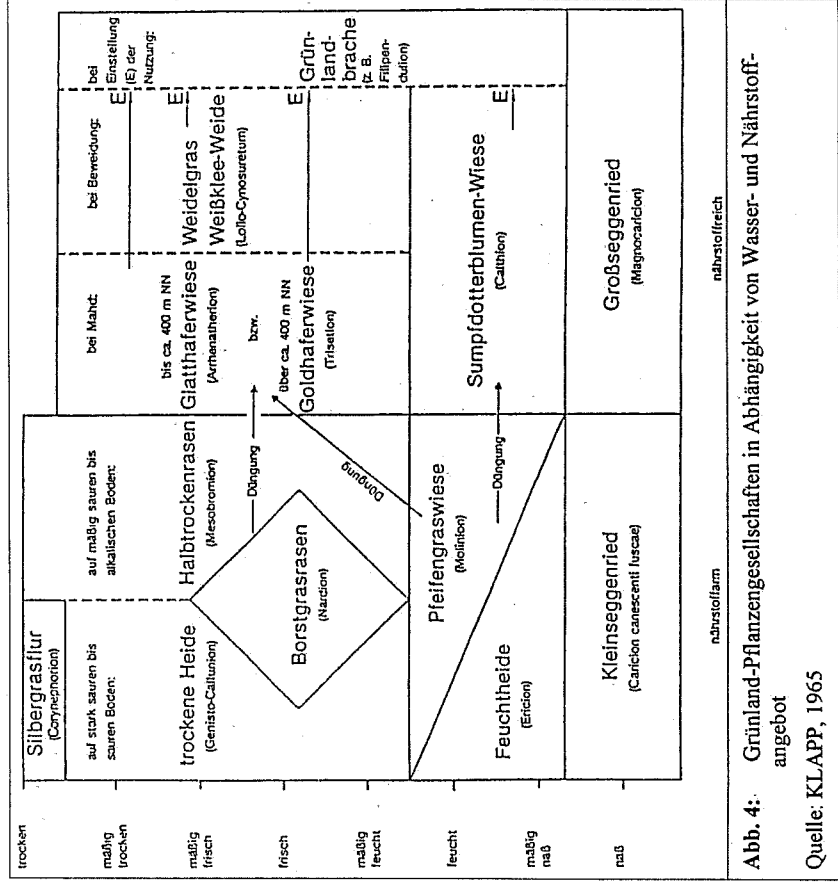 trocken
mäßig
trocken
mäßig
frisch
frisch
mäßig
feucht
feucht
mäßig
naß
naß
Silbergrasflur
(Corynephorion)
auf stark sauren bis
sauren Boden:
auf mäßig sauren bis
alkalischen Boden:
bei Mahd:
bei Beweidung:
bei
Einstellung
(E) der
Nutzung:
trockene Heide
(Genisto-Callunion)
Halbtrockenrasen
(Mesobromion)
Düngung
Borstgrasrasen
(Nardion)
bis ca. 400 m NN
Glatthaferwiese
(Arrhenatherion)
bzw.
über ca. 400 m NN
Goldhaferwiese
(Trisetion)
Düngung
Weidelgras
Weißklee-Weide
(Lolio-Cynosuretum)
E
E
E
E
Grün-
land-
brache
(z. B.
Filipen-
dulion)
Pfeifengraswiese
(Molinion)
Düngung
Feuchtheide
(Ericion)
Sumpfdotterblumen-Wiese
(Calthion)
Kleinseggenried
(Caricion canescenti fuscae)
Großseggenried
(Magnocaricion)
nährstoffarm
nährstoffreich
Abb. 4: Grünland-Pflanzengesellschaften in Abhängigkeit von Wasser- und Nährstoff-
angebot
Quelle: KLAPP, 1965